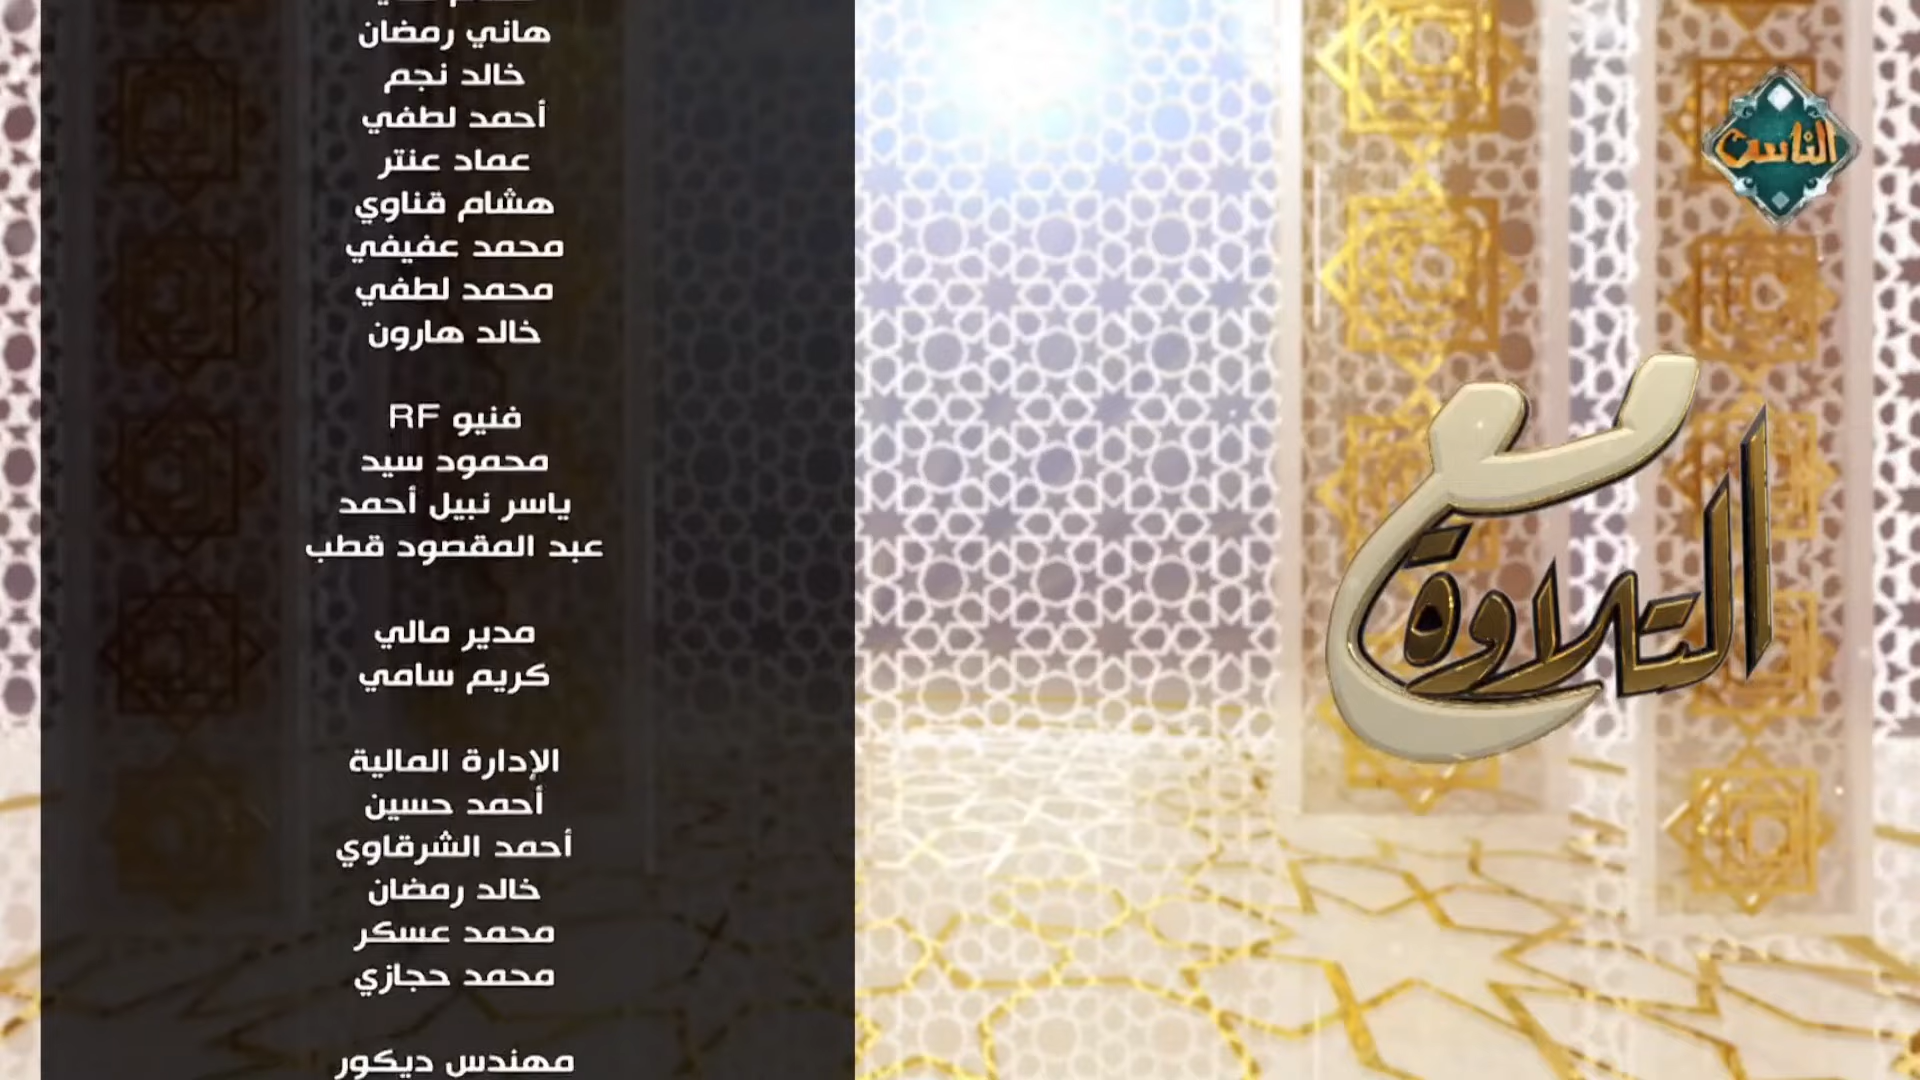 هاني رمضان
خالد نجم
أحمد لطفي
عماد عنتر
هشام قناوي
محمد عفيفي
محمد لطفي
خالد هارون
فنيو RF
محمود سيد
ياسر نبيل أحمد
عبد المقصود قطب
مدير مالي
كريم سامي
الإدارة المالية
أحمد حسين
أحمد الشرقاوي
خالد رمضان
محمد عسكر
محمد حجازي
مهندس ديكور
الناس
مع
التلاوة